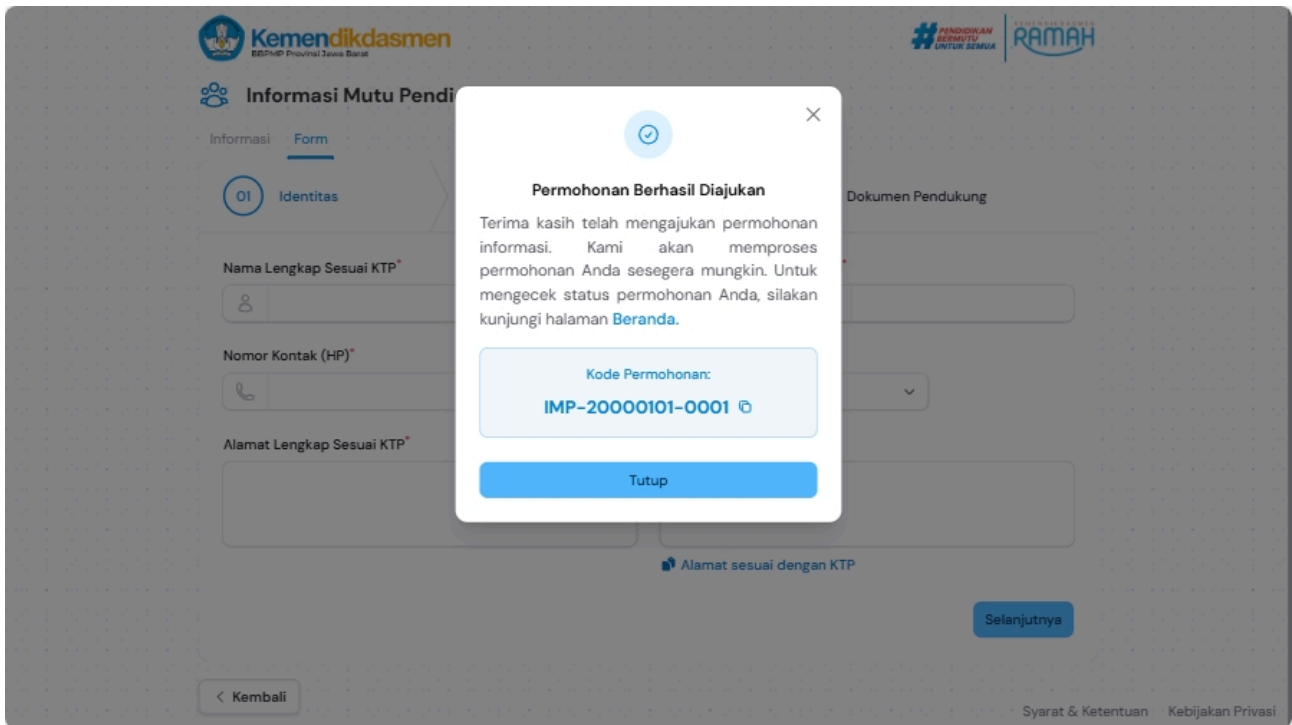 Kemendikdasmen
BBPMP Provinsi Jawa Barat
#PENDIDIKAN
BERMUTU
UNTUK SEMUA
KEMENDIKDASMEN
RAMAH
Informasi Mutu Pendi
Informasi Form
01 Identitas
Dokumen Pendukung
Nama Lengkap Sesuai KTP*
*
Nomor Kontak (HP)*
Alamat Lengkap Sesuai KTP*
Permohonan Berhasil Diajukan
Terima kasih telah mengajukan permohonan
informasi. Kami akan memproses
permohonan Anda sesegera mungkin. Untuk
mengecek status permohonan Anda, silakan
kunjungi halaman Beranda.
Kode Permohonan:
IMP-20000101-0001
Tutup
Alamat sesuai dengan KTP
Selanjutnya
Kembali
Syarat & Ketentuan Kebijakan Privasi